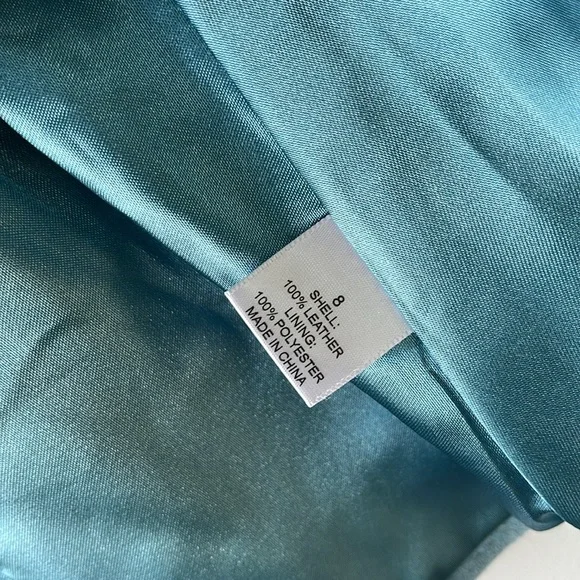 8
SHELL:
100% LEATHER
LINING:
100% POLYESTER
MADE IN CHINA